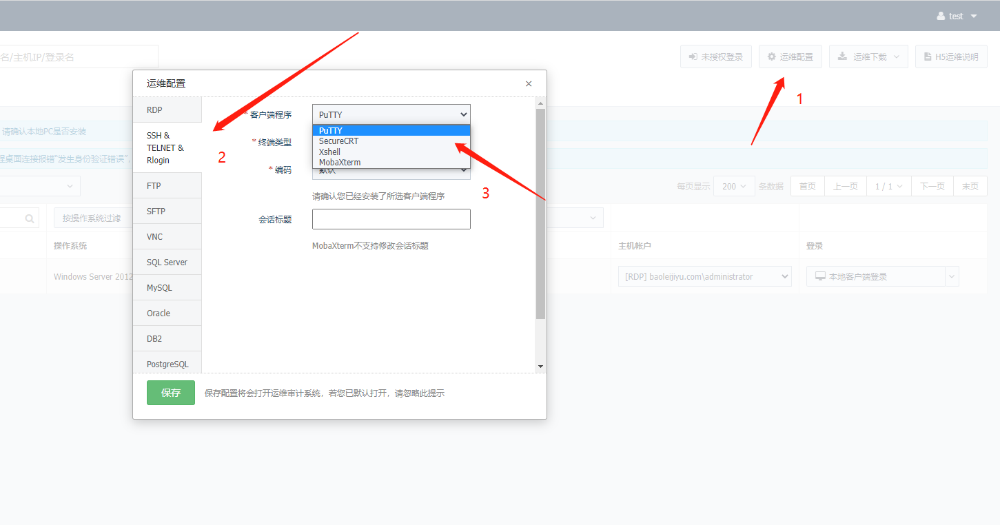 test
名/主机IP/登录名
未授权登录
运维配置
运维下载
H5运维说明
1
运维配置
×
RDP
SSH &
TELNET &
Rlogin
FTP
SFTP
VNC
SQL Server
MySQL
Oracle
DB2
PostgreSQL
2
* 客户端程序
PuTTY
PuTTY
SecureCRT
Xshell
MobaXterm
* 终端类型
* 编码
默认
3
请确认您已经安装了所选客户端程序
会话标题
MobaXterm不支持修改会话标题
保存
保存配置将会打开运维审计系统，若您已默认打开，请忽略此提示
请确认本地PC是否安装
程桌面连接报错"发生身份验证错误"，
每页显示
200
条数据
首页
上一页
1 / 1
下一页
末页
按操作系统过滤
操作系统
主机帐户
登录
Windows Server 2012
[RDP] baoleijiyu.com\administrator
本地客户端登录